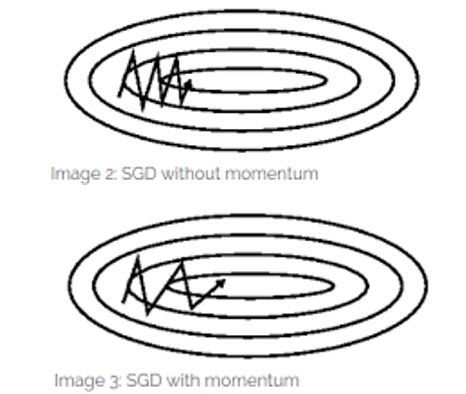 Image 2: SGD without momentum
Image 3: SGD with momentum